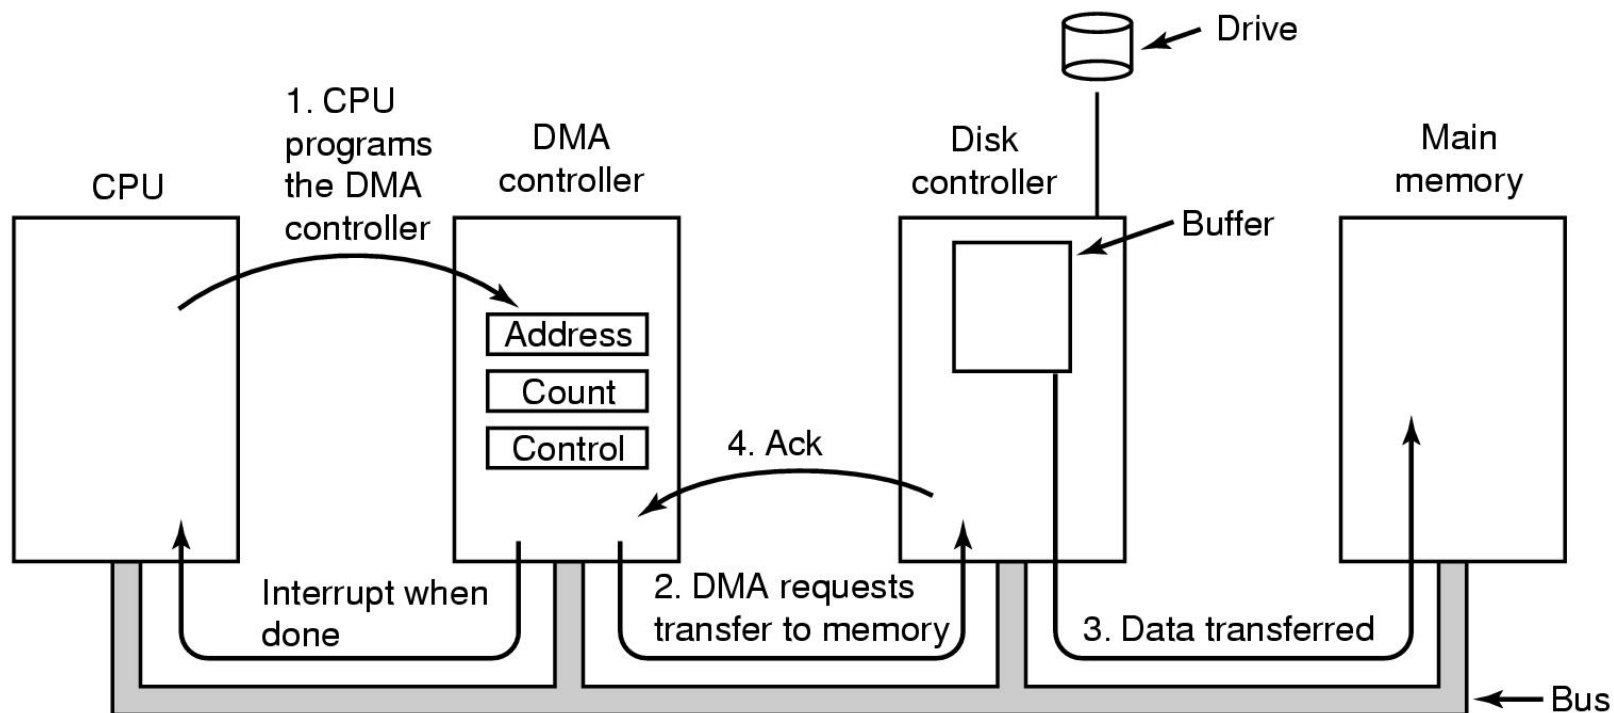 Drive
1. CPU
programs
the DMA
controller
DMA
controller
Disk
controller
Main
memory
CPU
Buffer
Address
Count
Control
4. Ack
Interrupt when
done
2. DMA requests
transfer to memory
3. Data transferred
Bus